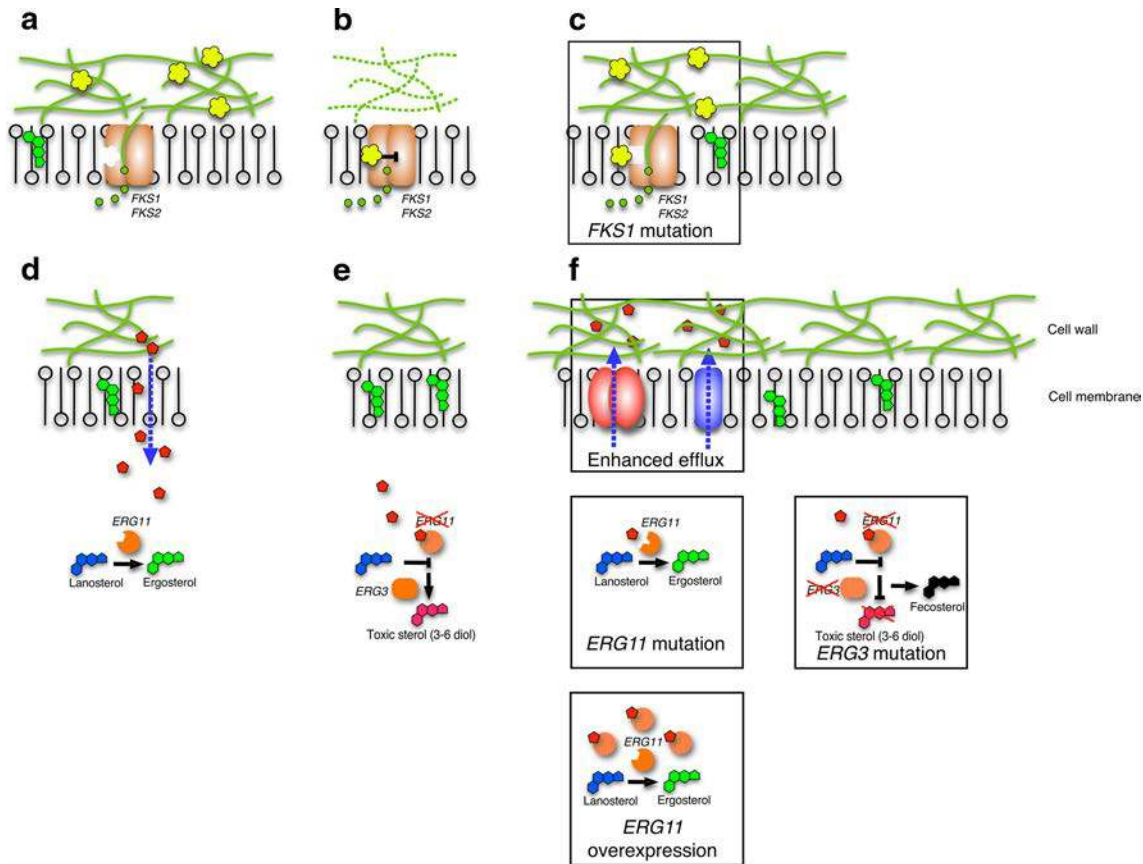 a
b
c
FKS1
FKS2
FKS1
FKS2
FKS1
FKS2
FKS1 mutation
d
e
f
Cell wall
Cell membrane
Enhanced efflux
ERG11
Lanosterol
Ergosterol
ERG11
ERG3
Toxic sterol (3-6 diol)
ERG11
Lanosterol
Ergosterol
ERG11 mutation
ERG11
ERG3
Fecosterol
Toxic sterol (3-6 diol)
ERG3 mutation
ERG11
Lanosterol
Ergosterol
ERG11
overexpression